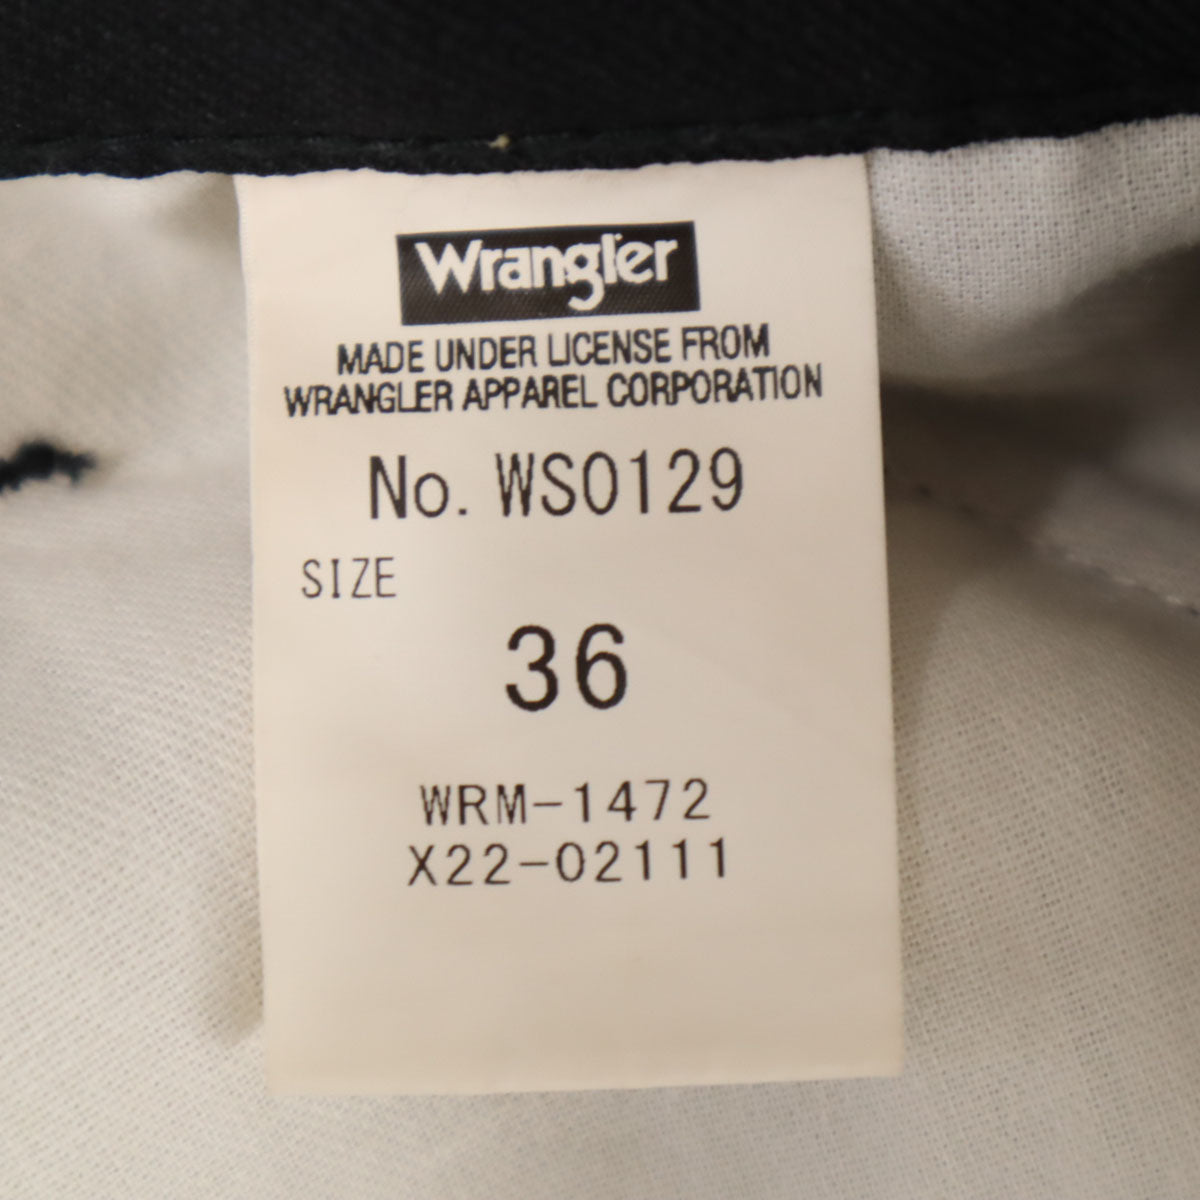 Wrangler
MADE UNDER LICENSE FROM
WRANGLER APPAREL CORPORATION
No. WS0129
SIZE
36
WRM-1472
X22-02111